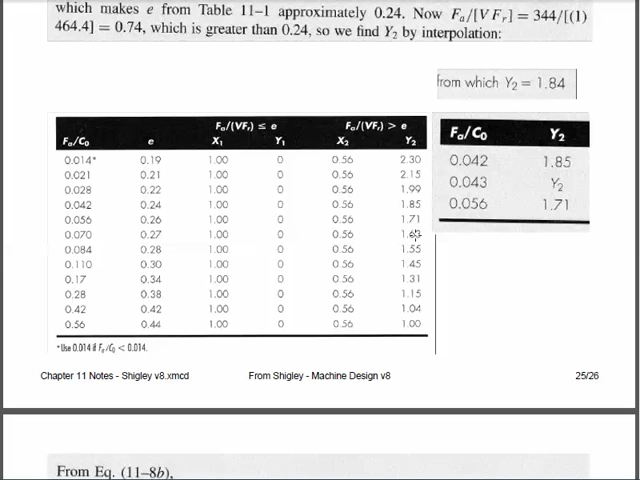 which makes e from Table 11–1 approximately 0.24. Now Fa/[V Fr] = 344/[(1)
464.4] = 0.74, which is greater than 0.24, so we find Y2 by interpolation:
from which Y2 = 1.84
Fa/(VFr) ≤ e Fa/(VFr) > e
Fa/C0 e X1 Y1 X2 Y2
0.014* 0.19 1.00 0 0.56 2.30
0.021 0.21 1.00 0 0.56 2.15
0.028 0.22 1.00 0 0.56 1.99
0.042 0.24 1.00 0 0.56 1.85
0.056 0.26 1.00 0 0.56 1.71
0.070 0.27 1.00 0 0.56
0.084 0.28 1.00 0 0.56 1.55
0.110 0.30 1.00 0 0.56 1.45
0.17 0.34 1.00 0 0.56 1.31
0.28 0.38 1.00 0 0.56 1.15
0.42 0.42 1.00 0 0.56 1.04
0.56 0.44 1.00 0 0.56 1.00
*Use 0.014 if Fa/C0 < 0.014.
Fa/C0 Y2
0.042 1.85
0.043 Y2
0.056 1.71
Chapter 11 Notes - Shigley v8.xmcd From Shigley - Machine Design v8 25/26
From Eq. (11–8b),